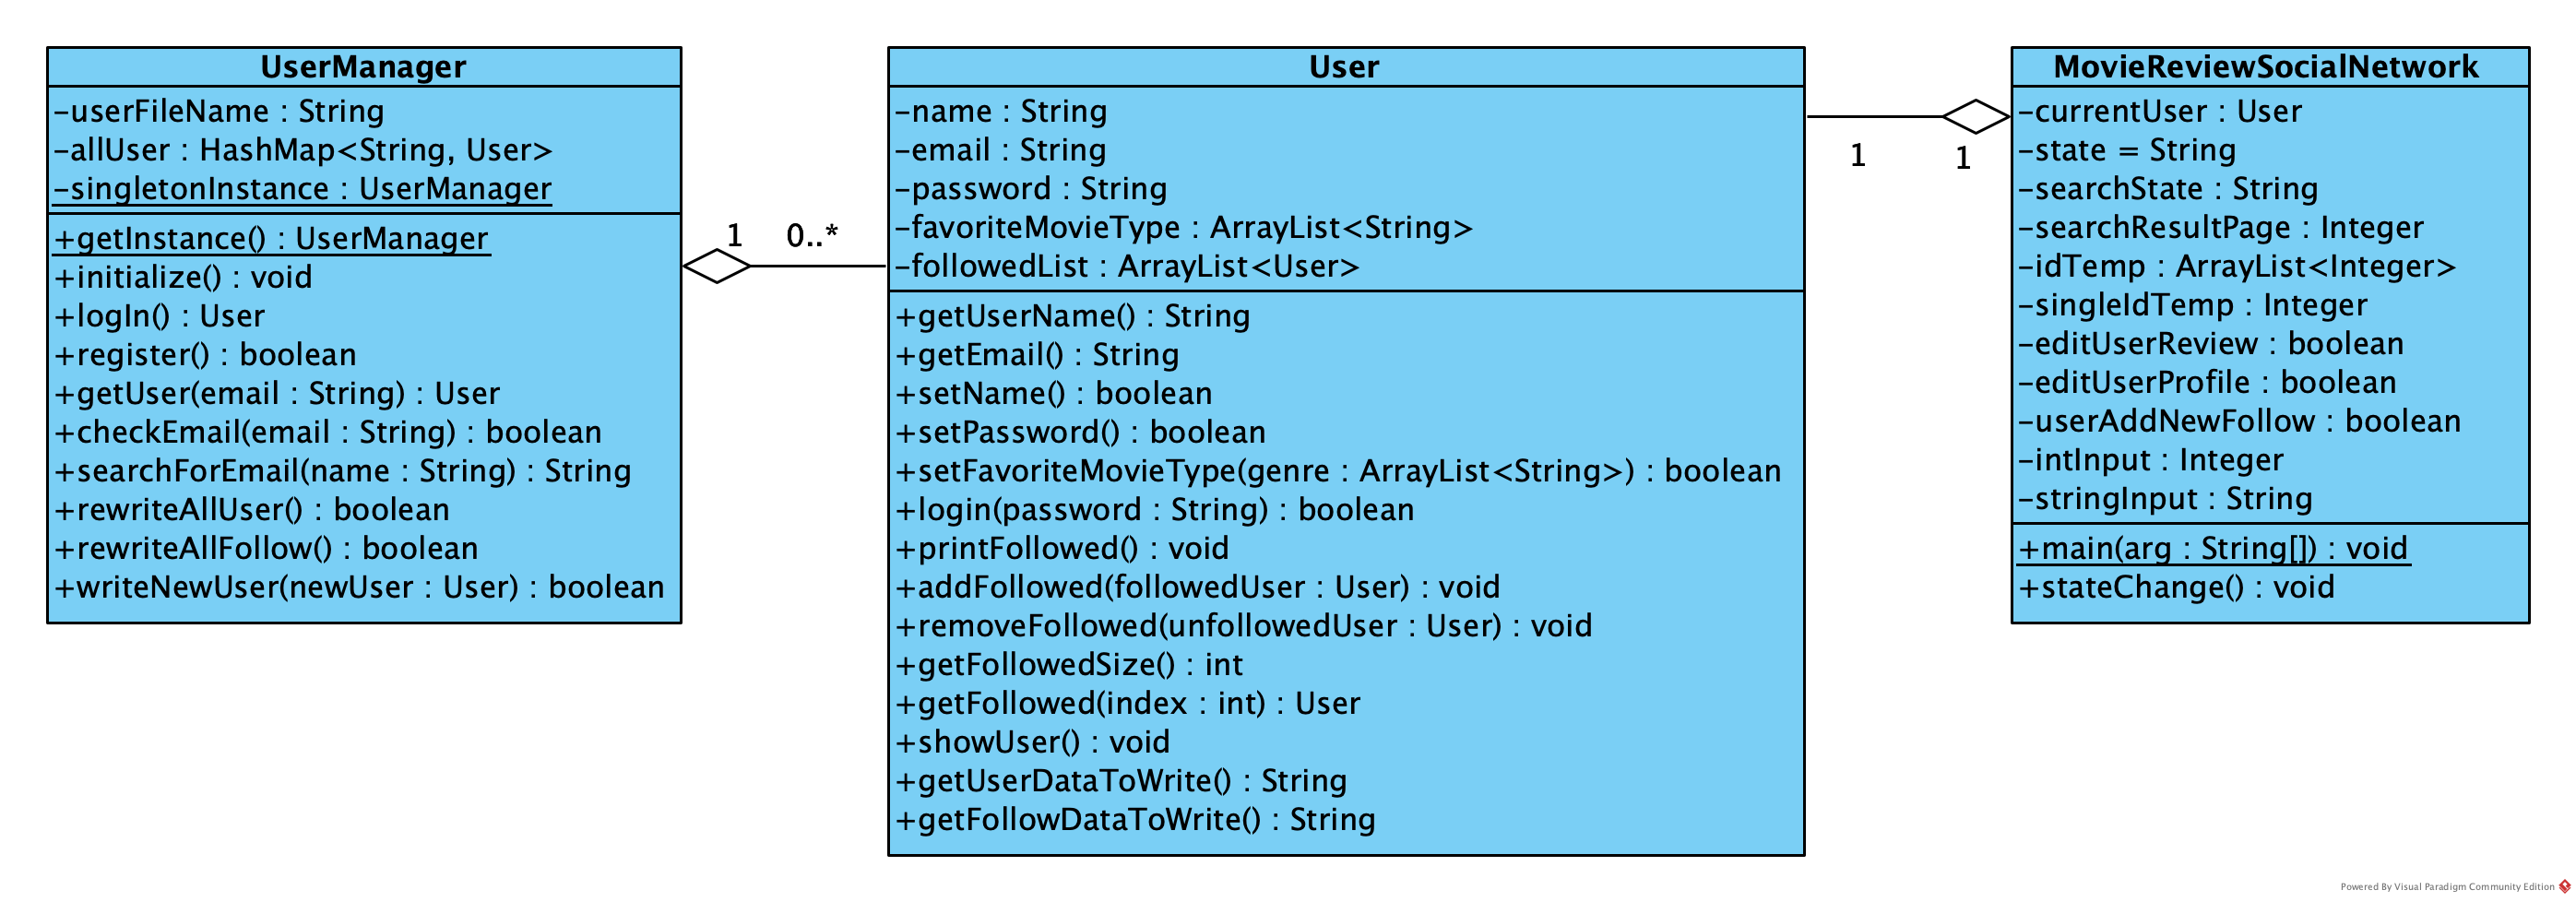 UserManager
-userFileName : String
-allUser : HashMap<String, User>
-singletonInstance : UserManager
+getInstance() : UserManager
+initialize() : void
+logIn() : User
+register() : boolean
+getUser(email : String) : User
+checkEmail(email : String) : boolean
+searchForEmail(name : String) : String
+rewriteAllUser() : boolean
+rewriteAllFollow() : boolean
+writeNewUser(newUser : User) : boolean
1
0..*
User
-name : String
-email : String
-password : String
-favoriteMovieType : ArrayList<String>
-followedList : ArrayList<User>
+getUserName() : String
+getEmail() : String
+setName() : boolean
+setPassword() : boolean
+setFavoriteMovieType(genre : ArrayList<String>) : boolean
+login(password : String) : boolean
+printFollowed() : void
+addFollowed(followedUser : User) : void
+removeFollowed(unfollowedUser : User) : void
+getFollowedSize() : int
+getFollowed(index : int) : User
+showUser() : void
+getUserDataToWrite() : String
+getFollowDataToWrite() : String
1
1
MovieReviewSocialNetwork
-currentUser : User
-state = String
-searchState : String
-searchResultPage : Integer
-idTemp : ArrayList<Integer>
-singleIdTemp : Integer
-editUserReview : boolean
-editUserProfile : boolean
-userAddNewFollow : boolean
-intInput : Integer
-stringInput : String
+main(arg : String[]) : void
+stateChange() : void
Powered By Visual Paradigm Community Edition